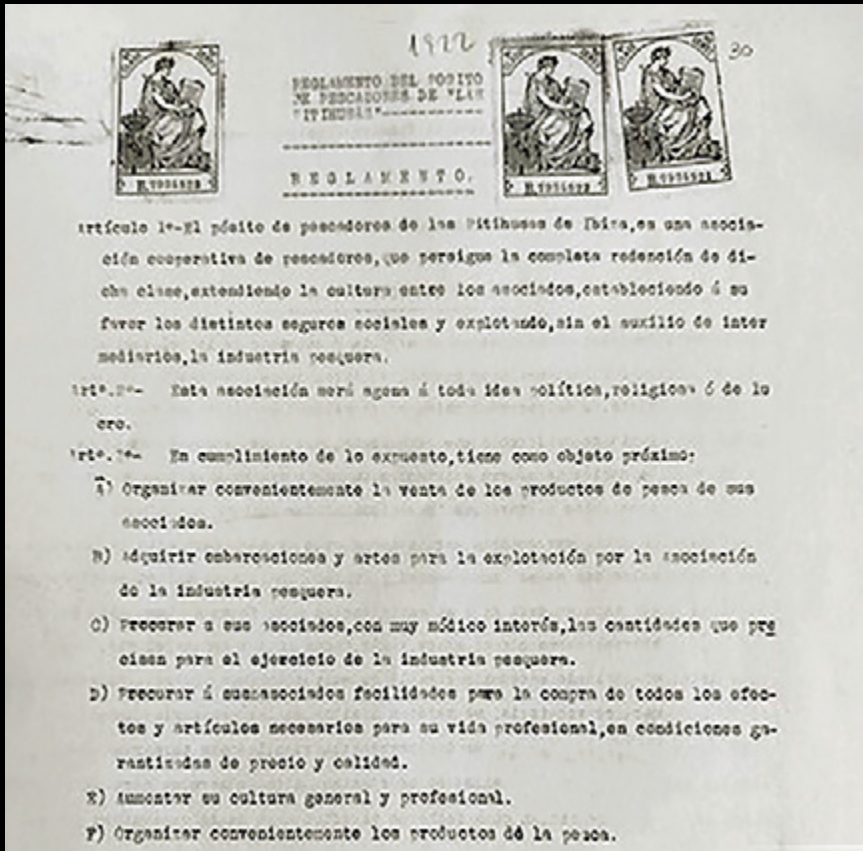 1922
30
REGLAMENTO DEL POSITO
DE PESCADORES DE "LAS
PITIHUSAS"----------
REGLAMENTO.
Artículo 1º-El pósito de pescadores de las Pitihusas de Ibiza,es una asocia-
ción cooperativa de pescadores,que persigue la completa redención de di-
cha clase,extendiendo la cultura entre los asociados,estableciendo á su
favor los distintos seguros sociales y explotando,sin el auxilio de inter
mediarios,la industria pesquera.
Artº.2º- Esta asociación será agena á toda idea política,religiosa ó de lu
cro.
Artº.3º- En cumplimiento de lo expuesto,tiene como objeto próximo:
A) Organizar convenientemente la venta de los productos de pesca de sus
asociados.
B) Adquirir embarcaciones y artes para la explotación por la asociación
de la industria pesquera.
C) Procurar a sus asociados,con muy módico interés,las cantidades que pre
cisen para el ejercicio de la industria pesquera.
D) Procurar á susasociados facilidades para la compra de todos los efec-
tos y artículos necesarios para su vida profesional,en condiciones ga-
rantizadas de precio y calidad.
E) Aumentar su cultura general y profesional.
F) Organizar convenientemente los productos dé la pesca.